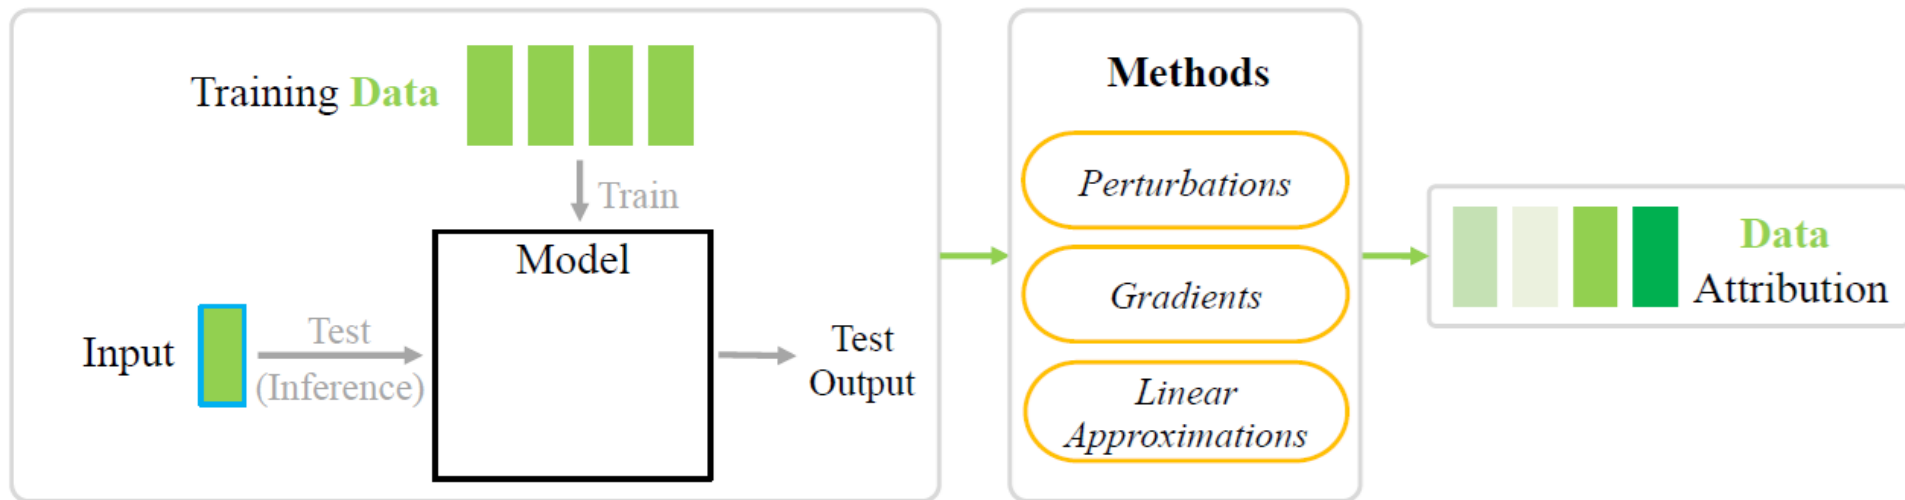 Training Data
Train
Model
Input
Test
(Inference)
Test
Output
Methods
Perturbations
Gradients
Linear
Approximations
Data
Attribution